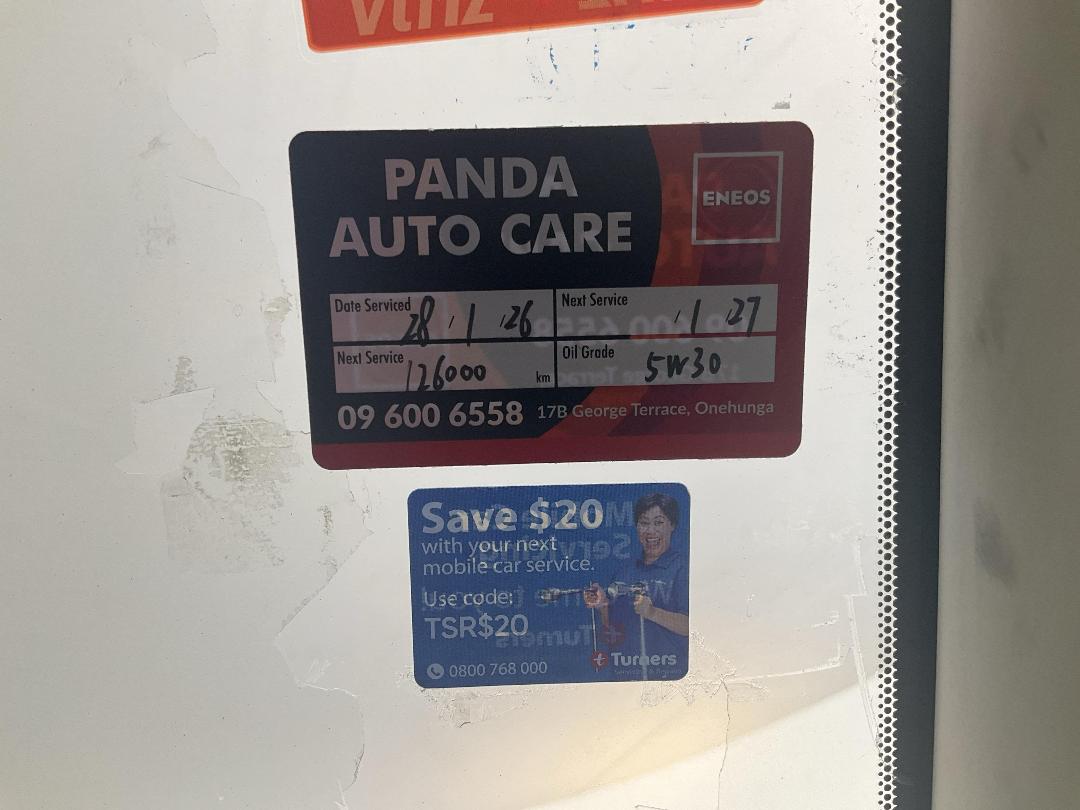 PANDA
AUTO CARE
ENEOS
Date Serviced 28 / 1 / 26
Next Service / 1 / 27
Next Service 126000 km
Oil Grade 5W30
09 600 6558 17B George Terrace, Onehunga
Save $20
with your next
mobile car service.
Use code:
TSR$20
Turners
0800 768 000